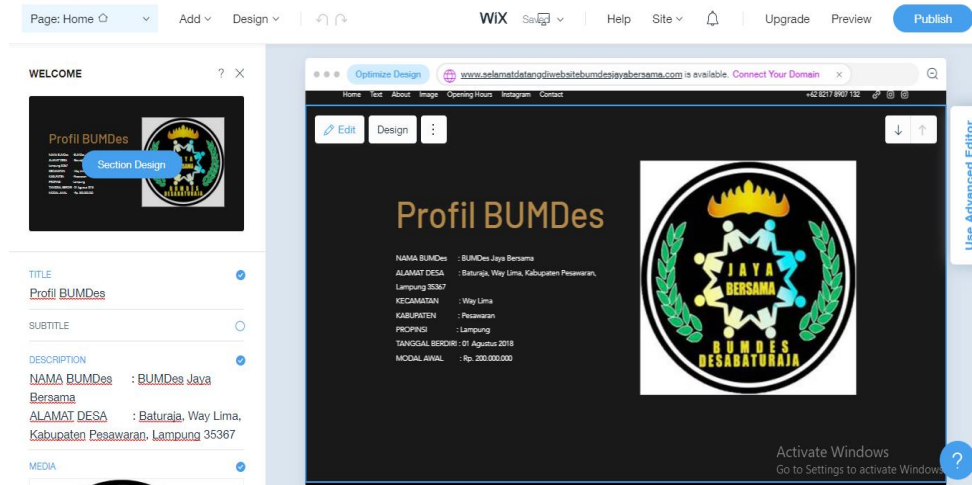 Page: Home
Add
Design
WiX
Saved
Help
Site
Upgrade
Preview
Publish
WELCOME
?
Profil BUMDes
Section Design
JAYA
BERSAMA
BUMDES
DESABATURAJA
TITLE
Profil BUMDes
SUBTITLE
DESCRIPTION
NAMA BUMDes : BUMDes Jaya
Bersama
ALAMAT DESA : Baturaja, Way Lima,
Kabupaten Pesawaran, Lampung 35367
MEDIA
Optimize Design
www.selamatdatangdiwebsitebumdesjayabersama.com is available. Connect Your Domain
Home Text About Image Opening Hours Instagram Contact
+62 8217 8907 132
Edit
Design
Profil BUMDes
NAMA BUMDes : BUMDes Jaya Bersama
ALAMAT DESA : Baturaja, Way Lima, Kabupaten Pesawaran,
Lampung 35367
KECAMATAN : Way Lima
KABUPATEN : Pesawaran
PROPINSI : Lampung
TANGGAL BERDIRI : 01 Agustus 2018
MODAL AWAL : Rp. 200.000.000
JAYA
BERSAMA
BUMDES
DESABATURAJA
Use Advanced Editor
Activate Windows
Go to Settings to activate Windows
?